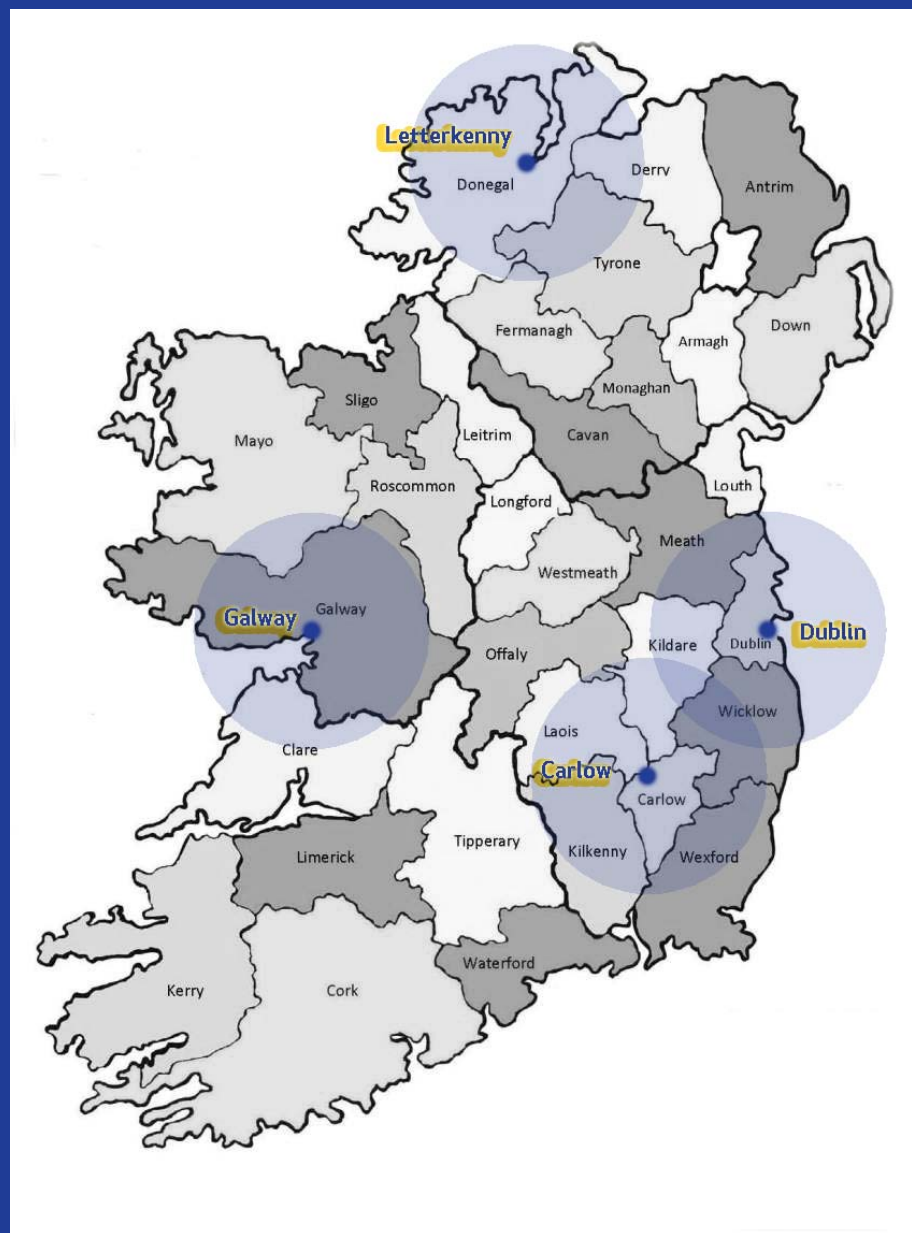 Letterkenny
Derry
Donegal
Antrim
Tyrone
Fermanagh
Down
Armagh
Monaghan
Sligo
Cavan
Leitrim
Mayo
Roscommon
Louth
Longford
Meath
Westmeath
Galway
Galway
Dublin
Dublin
Kildare
Offaly
Wicklow
Laois
Clare
Carlow
Carlow
Tipperary
Kilkenny
Wexford
Limerick
Waterford
Kerry
Cork